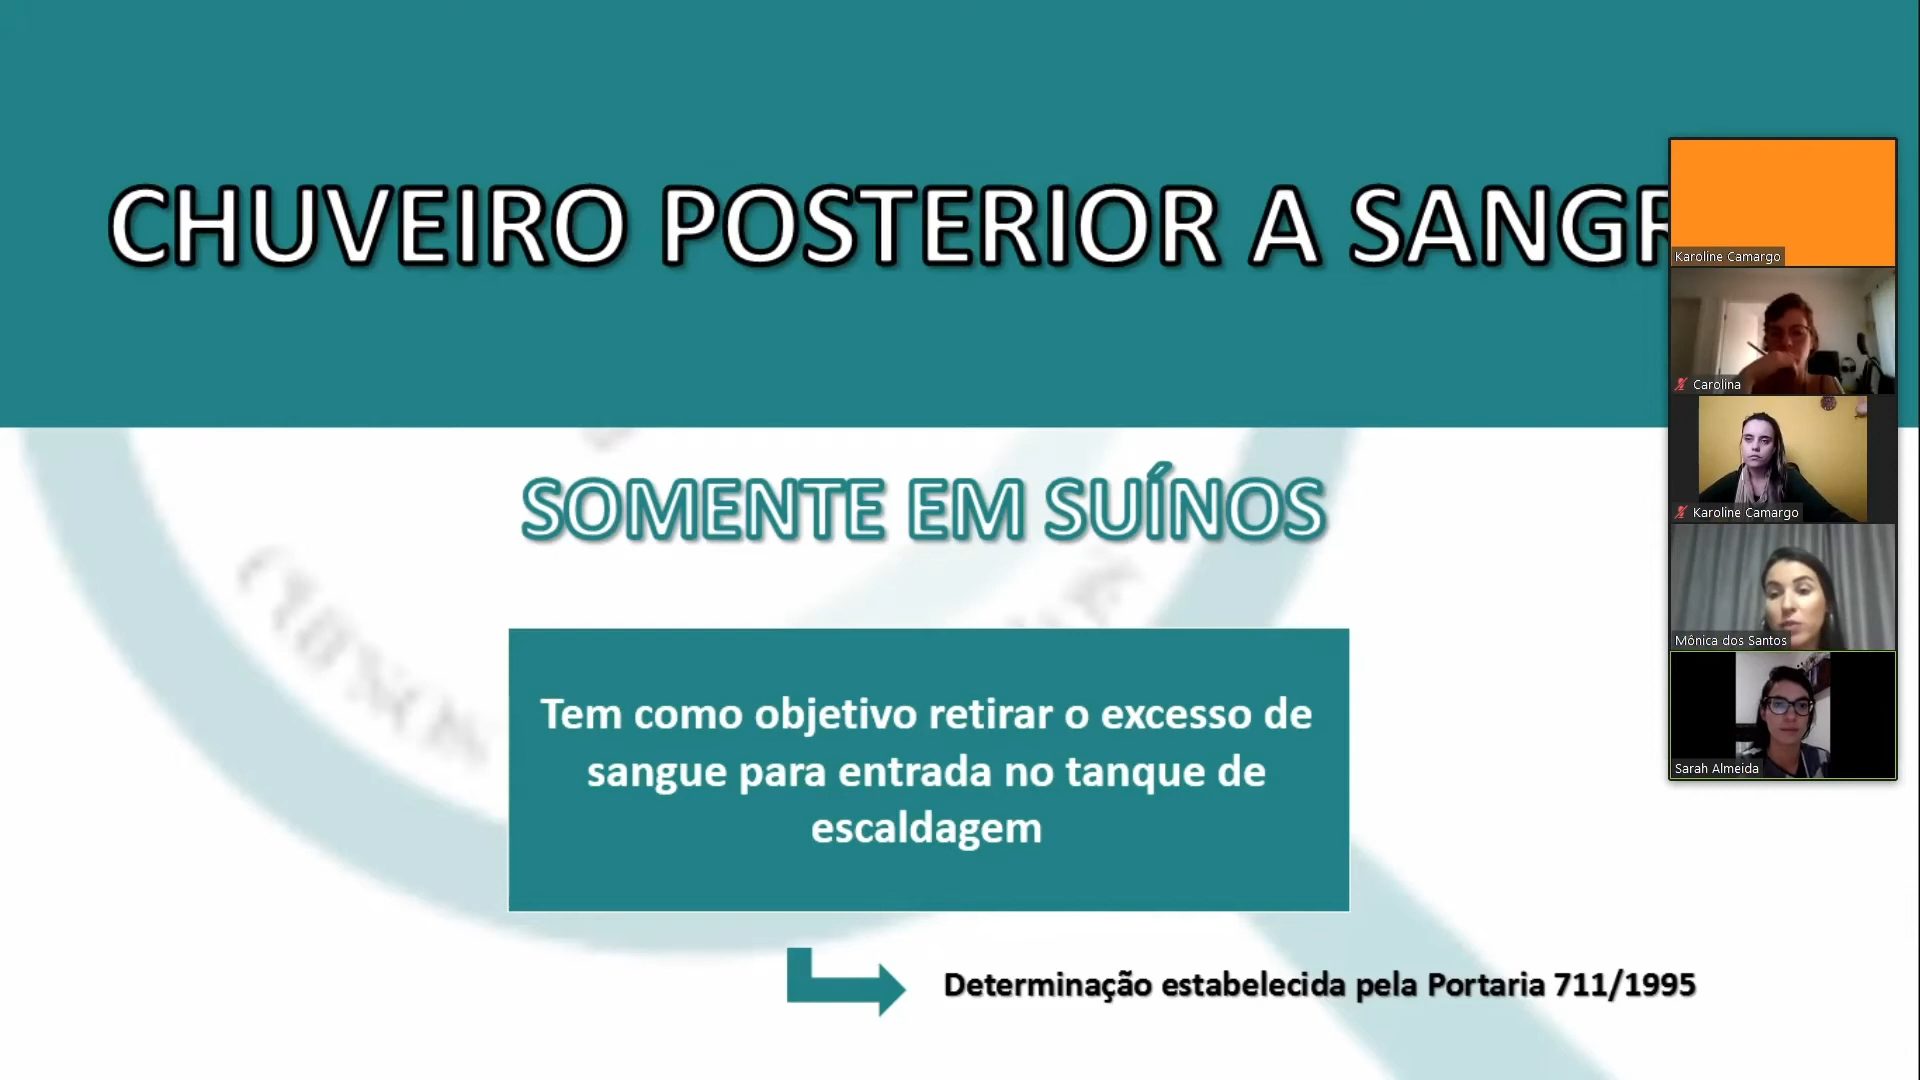 CHUVEIRO POSTERIOR A SANGR
SOMENTE EM SUÍNOS
Tem como objetivo retirar o excesso de
sangue para entrada no tanque de
escaldagem
Determinação estabelecida pela Portaria 711/1995
Karoline Camargo
Carolina
Karoline Camargo
Mônica dos Santos
Sarah Almeida